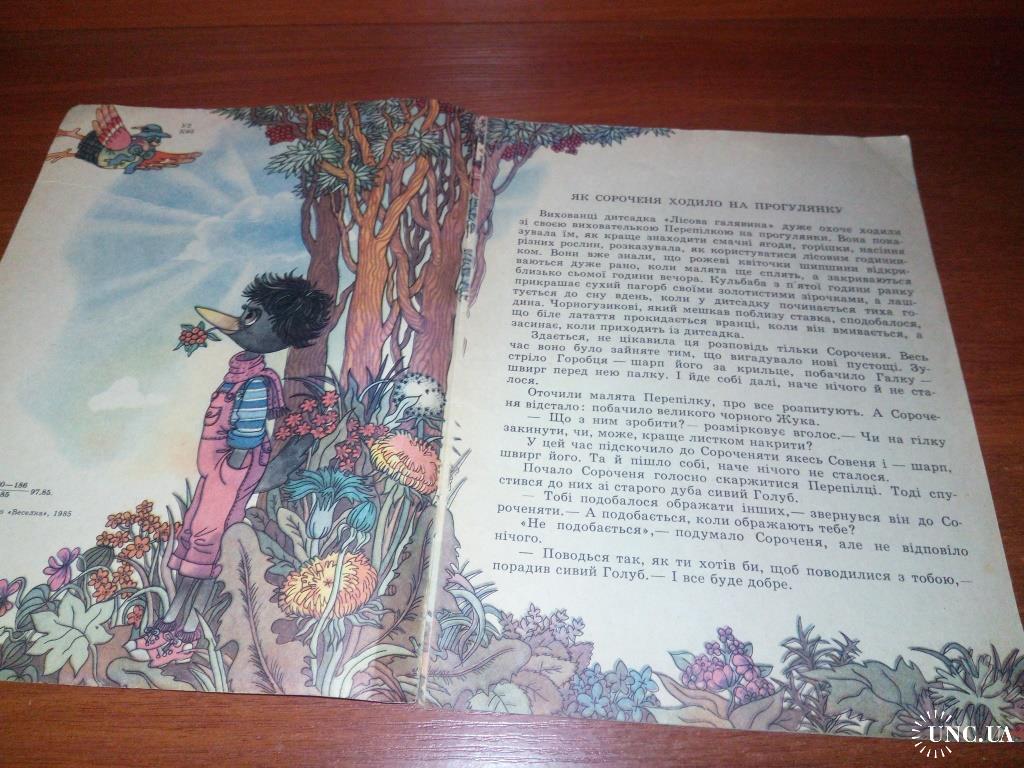 У2
К93
0—186
85 97.85.
«Веселка», 1985
ЯК СОРОЧЕНЯ ХОДИЛО НА ПРОГУЛЯНКУ
Вихованці дитсадка «Лісова галявина» дуже охоче ходили
зі своєю вихователькою Перепілкою на прогулянки. Вона пока-
зувала їм, як краще знаходити смачні ягоди, горішки, насіння
різних рослин, розказувала, як користуватися лісовим годинни-
ком. Вони вже знали, що рожеві квіточки шипшини відкри-
ваються дуже рано, коли малята ще сплять, а закриваються
близько сьомої години вечора. Кульбаба з п'ятої години ранку
прикрашає сухий пагорб своїми золотистими зірочками, а лаш-
тується до сну вдень, коли у дитсадку починається тиха го-
дина. Чорногузикові, який мешкав поблизу ставка, сподобалося,
що біле латаття прокидається вранці, коли він вмивається, а
засинає, коли приходить із дитсадка.
Здається, не цікавила ця розповідь тільки Сороченя. Весь
час воно було зайняте тим, що вигадувало нові пустощі. Зу-
стріло Горобця — шарп його за крильце, побачило Галку —
швирг перед нею палку. І йде собі далі, наче нічого й не ста-
лося.
Оточили малята Перепілку, про все розпитують. А Сороче-
ня відстало: побачило великого чорного Жука.
— Що з ним зробити? — розмірковує вголос.— Чи на гілку
закинути, чи, може, краще листком накрити?
У цей час підскочило до Сороченяти якесь Совеня і — шарп,
швирг його. Та й пішло собі, наче нічого не сталося.
Почало Сороченя голосно скаржитися Перепілці. Тоді спу-
стився до них зі старого дуба сивий Голуб.
— Тобі подобалося ображати інших,— звернувся він до Со-
роченяти.— А подобається, коли ображають тебе?
«Не подобається»,— подумало Сороченя, але не відповіло
нічого.
— Поводься так, як ти хотів би, щоб поводилися з тобою,—
порадив сивий Голуб.— І все буде добре.
UNC.UA